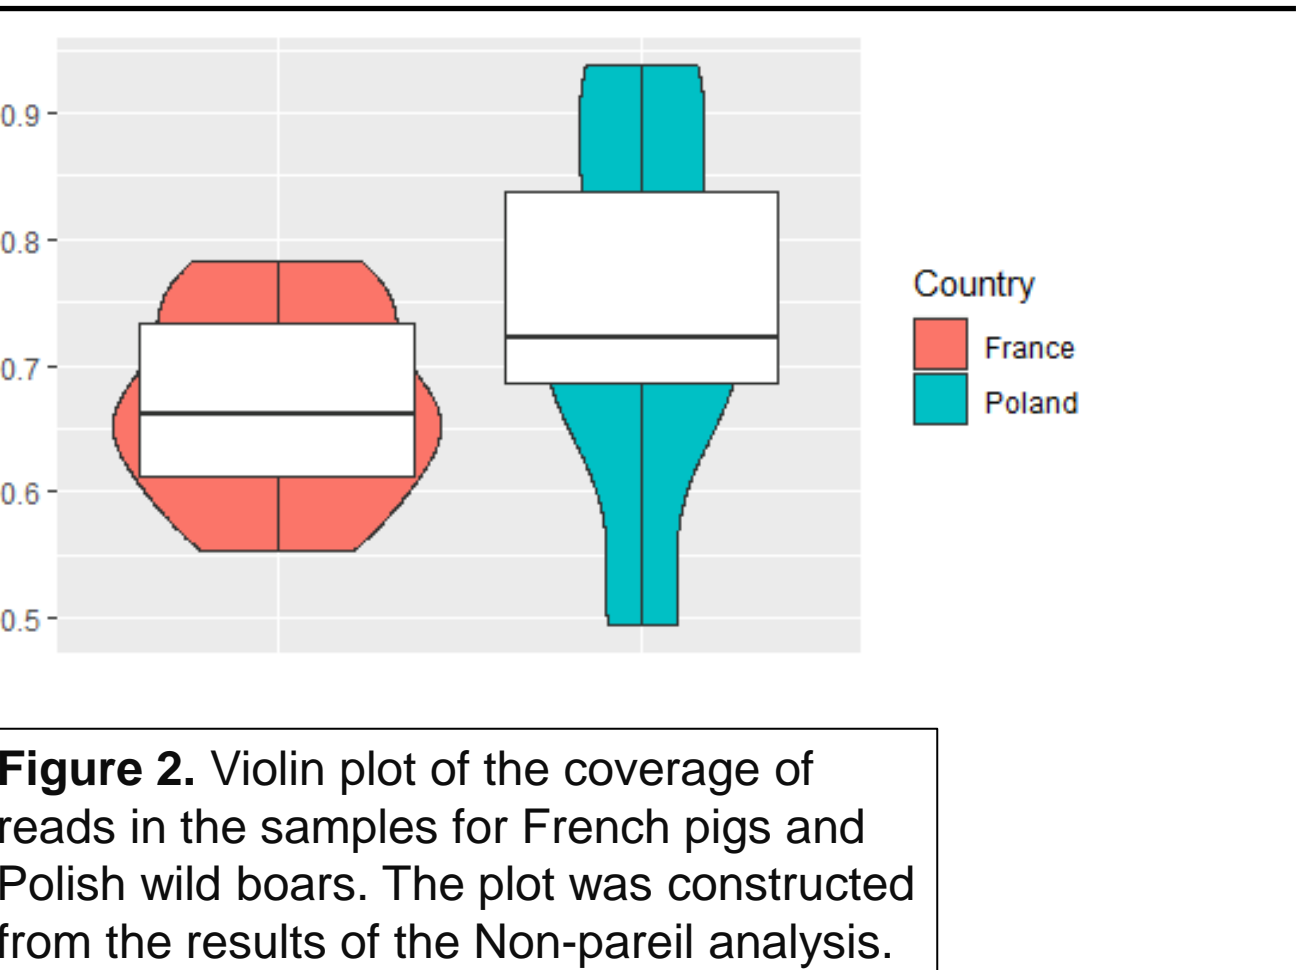 0.9
0.8
0.7
0.6
0.5
Country
France
Poland
Figure 2. Violin plot of the coverage of
reads in the samples for French pigs and
Polish wild boars. The plot was constructed
from the results of the Non-pareil analysis.